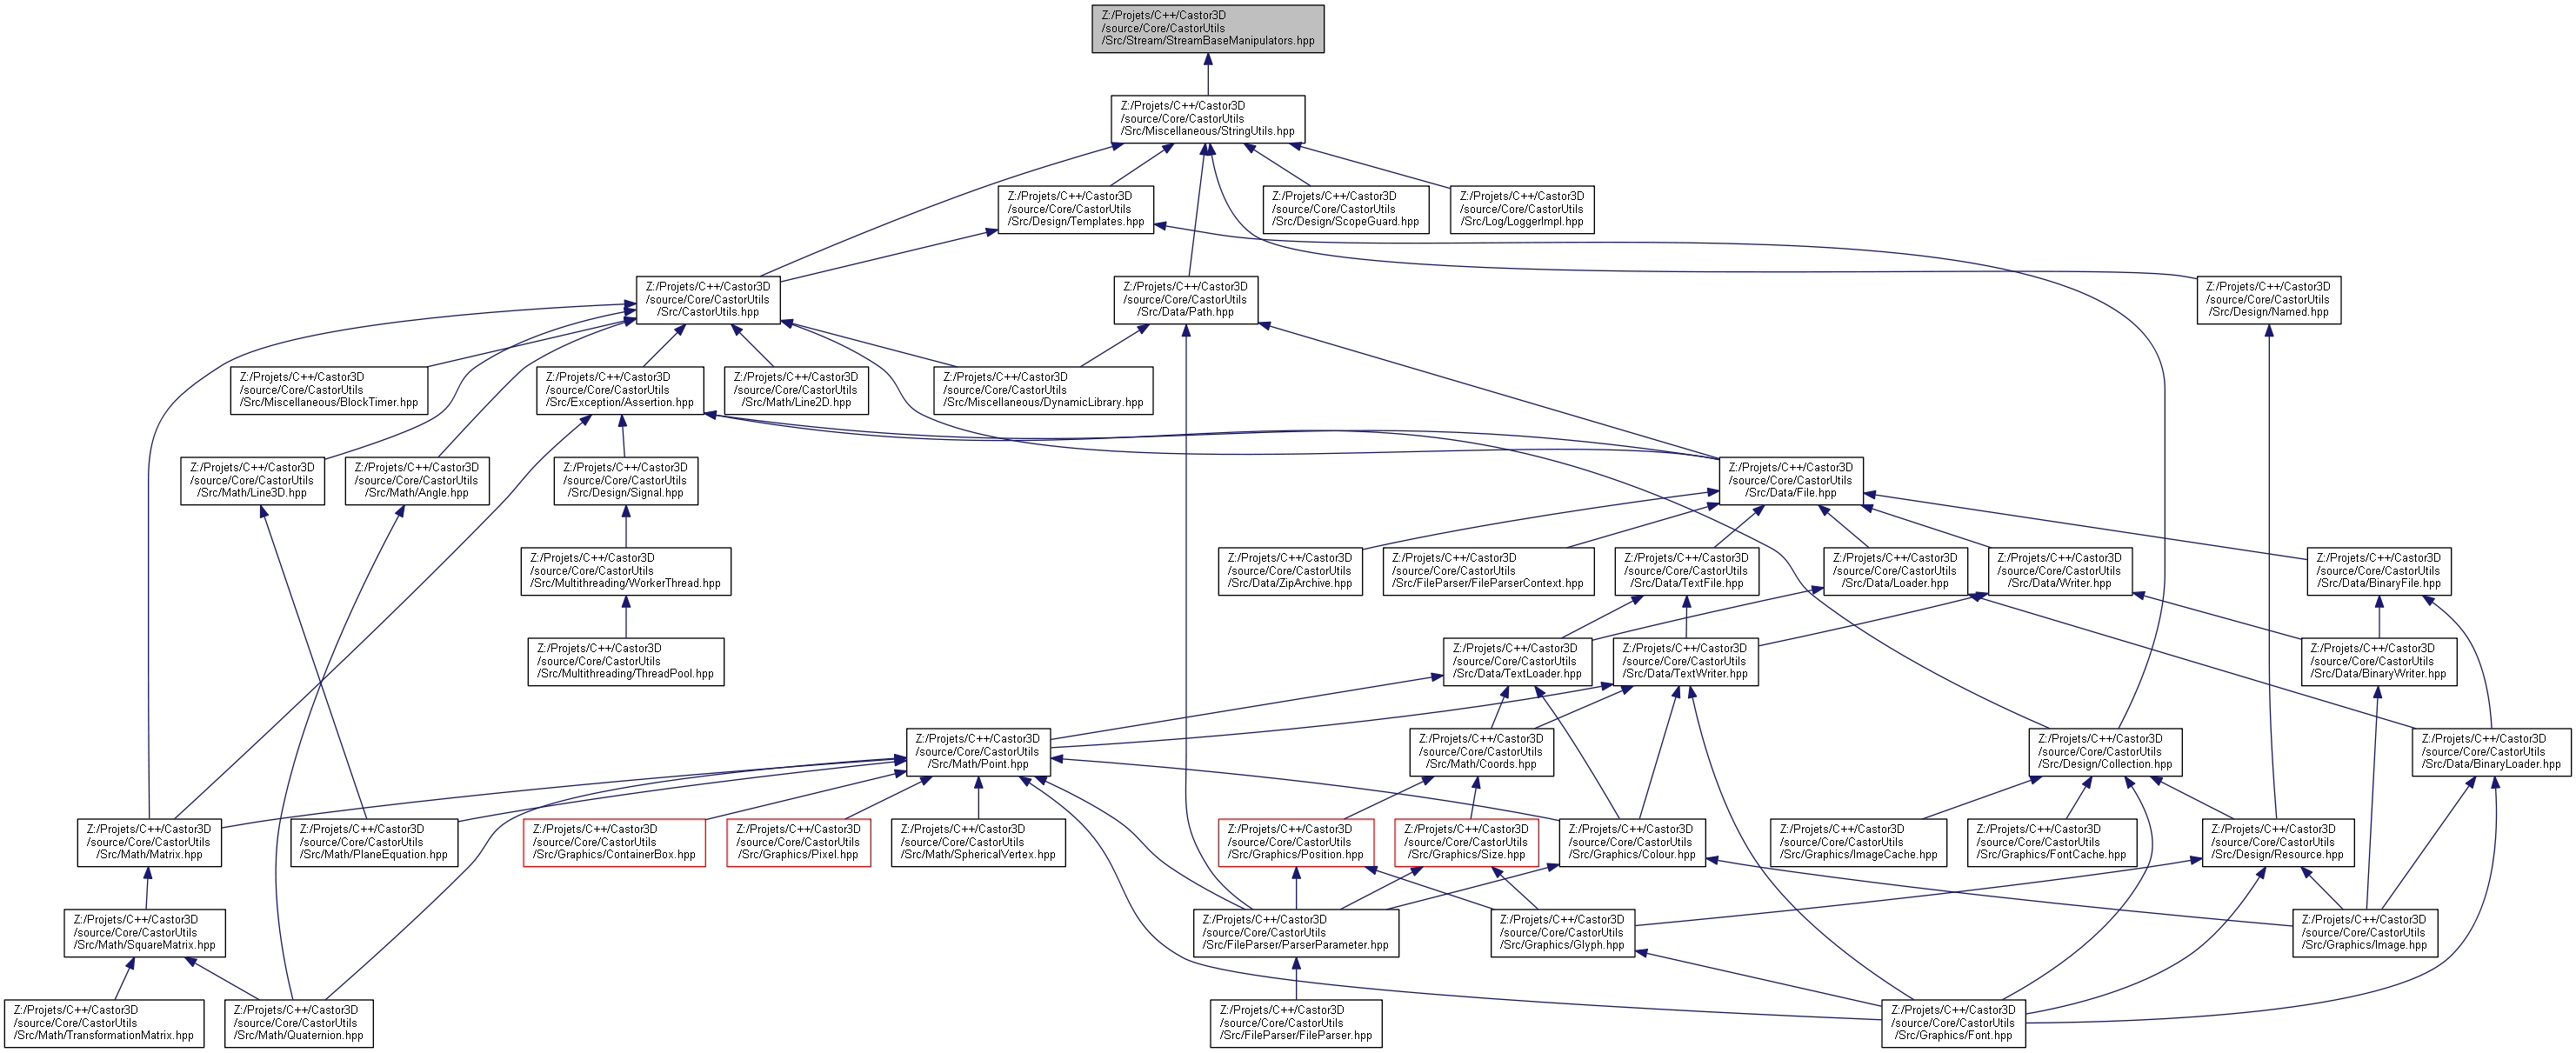 Z:/Projets/C++/Castor3D
/source/Core/CastorUtils
/Src/Stream/StreamBaseManipulators.hpp
Z:/Projets/C++/Castor3D
/source/Core/CastorUtils
/Src/Miscellaneous/StringUtils.hpp
Z:/Projets/C++/Castor3D
/source/Core/CastorUtils
/Src/Design/Templates.hpp
Z:/Projets/C++/Castor3D
/source/Core/CastorUtils
/Src/Design/ScopeGuard.hpp
Z:/Projets/C++/Castor3D
/source/Core/CastorUtils
/Src/Log/LoggerImpl.hpp
Z:/Projets/C++/Castor3D
/source/Core/CastorUtils
/Src/CastorUtils.hpp
Z:/Projets/C++/Castor3D
/source/Core/CastorUtils
/Src/Data/Path.hpp
Z:/Projets/C++/Castor3D
/source/Core/CastorUtils
/Src/Design/Named.hpp
Z:/Projets/C++/Castor3D
/source/Core/CastorUtils
/Src/Miscellaneous/BlockTimer.hpp
Z:/Projets/C++/Castor3D
/source/Core/CastorUtils
/Src/Exception/Assertion.hpp
Z:/Projets/C++/Castor3D
/source/Core/CastorUtils
/Src/Math/Line2D.hpp
Z:/Projets/C++/Castor3D
/source/Core/CastorUtils
/Src/Miscellaneous/DynamicLibrary.hpp
Z:/Projets/C++/Castor3D
/source/Core/CastorUtils
/Src/Math/Line3D.hpp
Z:/Projets/C++/Castor3D
/source/Core/CastorUtils
/Src/Math/Angle.hpp
Z:/Projets/C++/Castor3D
/source/Core/CastorUtils
/Src/Design/Signal.hpp
Z:/Projets/C++/Castor3D
/source/Core/CastorUtils
/Src/Data/File.hpp
Z:/Projets/C++/Castor3D
/source/Core/CastorUtils
/Src/Multithreading/WorkerThread.hpp
Z:/Projets/C++/Castor3D
/source/Core/CastorUtils
/Src/Data/ZipArchive.hpp
Z:/Projets/C++/Castor3D
/source/Core/CastorUtils
/Src/FileParser/FileParserContext.hpp
Z:/Projets/C++/Castor3D
/source/Core/CastorUtils
/Src/Data/TextFile.hpp
Z:/Projets/C++/Castor3D
/source/Core/CastorUtils
/Src/Data/Loader.hpp
Z:/Projets/C++/Castor3D
/source/Core/CastorUtils
/Src/Data/Writer.hpp
Z:/Projets/C++/Castor3D
/source/Core/CastorUtils
/Src/Data/BinaryFile.hpp
Z:/Projets/C++/Castor3D
/source/Core/CastorUtils
/Src/Multithreading/ThreadPool.hpp
Z:/Projets/C++/Castor3D
/source/Core/CastorUtils
/Src/Data/TextLoader.hpp
Z:/Projets/C++/Castor3D
/source/Core/CastorUtils
/Src/Data/TextWriter.hpp
Z:/Projets/C++/Castor3D
/source/Core/CastorUtils
/Src/Data/BinaryWriter.hpp
Z:/Projets/C++/Castor3D
/source/Core/CastorUtils
/Src/Math/Point.hpp
Z:/Projets/C++/Castor3D
/source/Core/CastorUtils
/Src/Math/Coords.hpp
Z:/Projets/C++/Castor3D
/source/Core/CastorUtils
/Src/Design/Collection.hpp
Z:/Projets/C++/Castor3D
/source/Core/CastorUtils
/Src/Data/BinaryLoader.hpp
Z:/Projets/C++/Castor3D
/source/Core/CastorUtils
/Src/Math/Matrix.hpp
Z:/Projets/C++/Castor3D
/source/Core/CastorUtils
/Src/Math/PlaneEquation.hpp
Z:/Projets/C++/Castor3D
/source/Core/CastorUtils
/Src/Graphics/ContainerBox.hpp
Z:/Projets/C++/Castor3D
/source/Core/CastorUtils
/Src/Graphics/Pixel.hpp
Z:/Projets/C++/Castor3D
/source/Core/CastorUtils
/Src/Math/SphericalVertex.hpp
Z:/Projets/C++/Castor3D
/source/Core/CastorUtils
/Src/Graphics/Position.hpp
Z:/Projets/C++/Castor3D
/source/Core/CastorUtils
/Src/Graphics/Size.hpp
Z:/Projets/C++/Castor3D
/source/Core/CastorUtils
/Src/Graphics/Colour.hpp
Z:/Projets/C++/Castor3D
/source/Core/CastorUtils
/Src/Graphics/ImageCache.hpp
Z:/Projets/C++/Castor3D
/source/Core/CastorUtils
/Src/Graphics/FontCache.hpp
Z:/Projets/C++/Castor3D
/source/Core/CastorUtils
/Src/Design/Resource.hpp
Z:/Projets/C++/Castor3D
/source/Core/CastorUtils
/Src/Math/SquareMatrix.hpp
Z:/Projets/C++/Castor3D
/source/Core/CastorUtils
/Src/FileParser/ParserParameter.hpp
Z:/Projets/C++/Castor3D
/source/Core/CastorUtils
/Src/Graphics/Glyph.hpp
Z:/Projets/C++/Castor3D
/source/Core/CastorUtils
/Src/Graphics/Image.hpp
Z:/Projets/C++/Castor3D
/source/Core/CastorUtils
/Src/Math/TransformationMatrix.hpp
Z:/Projets/C++/Castor3D
/source/Core/CastorUtils
/Src/Math/Quaternion.hpp
Z:/Projets/C++/Castor3D
/source/Core/CastorUtils
/Src/FileParser/FileParser.hpp
Z:/Projets/C++/Castor3D
/source/Core/CastorUtils
/Src/Graphics/Font.hpp